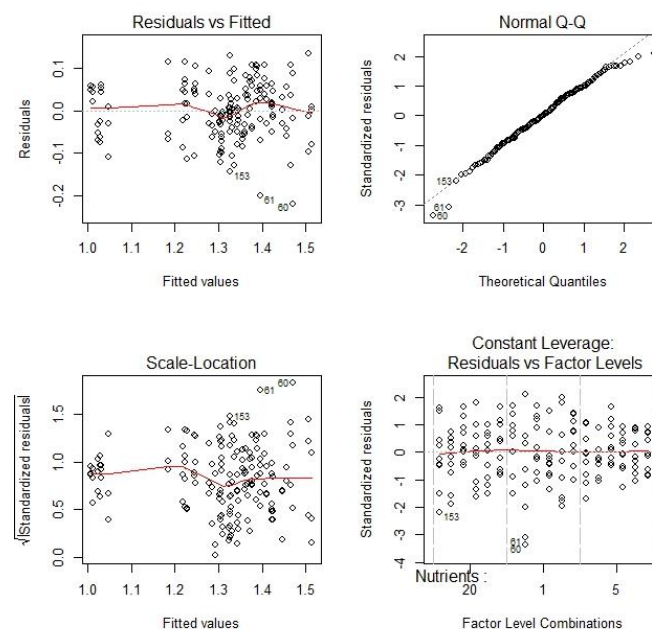 Residuals vs Fitted
Residuals
0.1
0.0
-0.1
-0.2
153
61
60
1.0 1.1 1.2 1.3 1.4 1.5
Fitted values
Normal Q-Q
Standardized residuals
2
1
0
-1
-2
-3
153
61
60
-2 -1 0 1 2
Theoretical Quantiles
Scale-Location
√|Standardized residuals|
1.5
1.0
0.5
0.0
61
60
153
1.0 1.1 1.2 1.3 1.4 1.5
Fitted values
Constant Leverage:
Residuals vs Factor Levels
Standardized residuals
2
1
0
-1
-2
-3
-4
153
61
60
Nutrients :
20 1 5
Factor Level Combinations